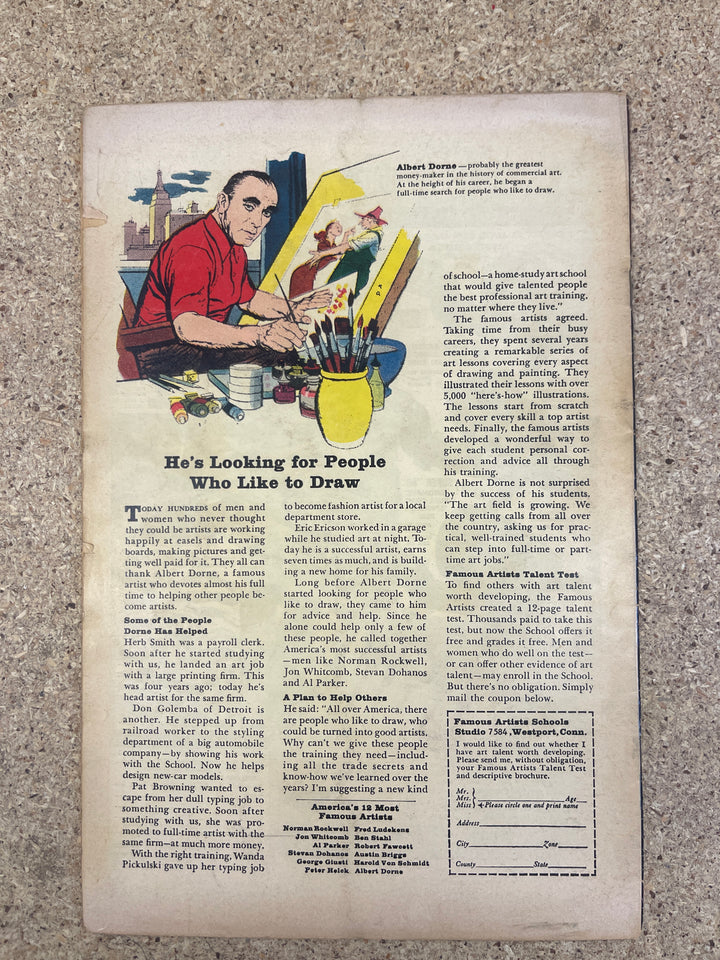 Albert Dorne — probably the greatest
money-maker in the history of commercial art.
At the height of his career, he began a
full-time search for people who like to draw.
He's Looking for People
Who Like to Draw
TODAY HUNDREDS of men and
women who never thought
they could be artists are working
happily at easels and drawing
boards, making pictures and get-
ting well paid for it. They all can
thank Albert Dorne, a famous
artist who devotes almost his full
time to helping other people be-
come artists.
Some of the People
Dorne Has Helped
Herb Smith was a payroll clerk.
Soon after he started studying
with us, he landed an art job
with a large printing firm. This
was four years ago; today he's
head artist for the same firm.
Don Golemba of Detroit is
another. He stepped up from
railroad worker to the styling
department of a big automobile
company—by showing his work
with the School. Now he helps
design new-car models.
Pat Browning wanted to es-
cape from her dull typing job to
something creative. Soon after
studying with us, she was pro-
moted to full-time artist with the
same firm—at much more money.
With the right training, Wanda
Pickulski gave up her typing job
to become fashion artist for a local
department store.
Eric Ericson worked in a garage
while he studied art at night. To-
day he is a successful artist, earns
seven times as much, and is build-
ing a new home for his family.
Long before Albert Dorne
started looking for people who
like to draw, they came to him
for advice and help. Since he
alone could help only a few of
these people, he called together
America's most successful artists
—men like Norman Rockwell,
Jon Whitcomb, Stevan Dohanos
and Al Parker.
A Plan to Help Others
He said: "All over America, there
are people who like to draw, who
could be turned into good artists.
Why can't we give these people
the training they need—includ-
ing all the trade secrets and
know-how we've learned over the
years? I'm suggesting a new kind
America's 12 Most
Famous Artists
Norman Rockwell Fred Ludekens
Jon Whitcomb Ben Stahl
Al Parker Robert Fawcett
Stevan Dohanos Austin Briggs
George Giusti Harold Von Schmidt
Peter Helck Albert Dorne
of school—a home-study art school
that would give talented people
the best professional art training,
no matter where they live."
The famous artists agreed.
Taking time from their busy
careers, they spent several years
creating a remarkable series of
art lessons covering every aspect
of drawing and painting. They
illustrated their lessons with over
5,000 "here's-how" illustrations.
The lessons start from scratch
and cover every skill a top artist
needs. Finally, the famous artists
developed a wonderful way to
give each student personal cor-
rection and advice all through
his training.
Albert Dorne is not surprised
by the success of his students.
"The art field is growing. We
keep getting calls from all over
the country, asking us for prac-
tical, well-trained students who
can step into full-time or part-
time art jobs."
Famous Artists Talent Test
To find others with art talent
worth developing, the Famous
Artists created a 12-page talent
test. Thousands paid to take this
test, but now the School offers it
free and grades it free. Men and
women who do well on the test—
or can offer other evidence of art
talent—may enroll in the School.
But there's no obligation. Simply
mail the coupon below.
Famous Artists Schools
Studio 7584, Westport, Conn.
I would like to find out whether I
have art talent worth developing.
Please send me, without obligation,
your Famous Artists Talent Test
and descriptive brochure.
Mr.
Mrs. Age
Miss Please circle one and print name
Address
City Zone
County State